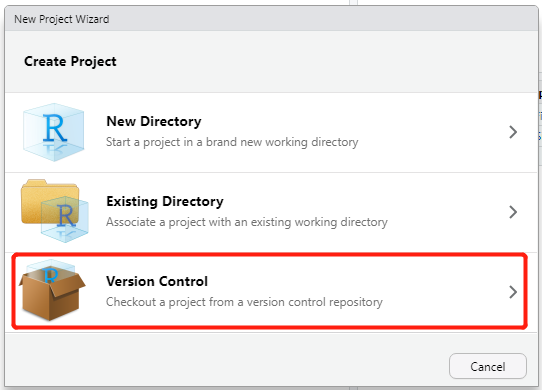 New Project Wizard
Create Project
R
New Directory
Start a project in a brand new working directory
R
Existing Directory
Associate a project with an existing working directory
R
Version Control
Checkout a project from a version control repository
Cancel